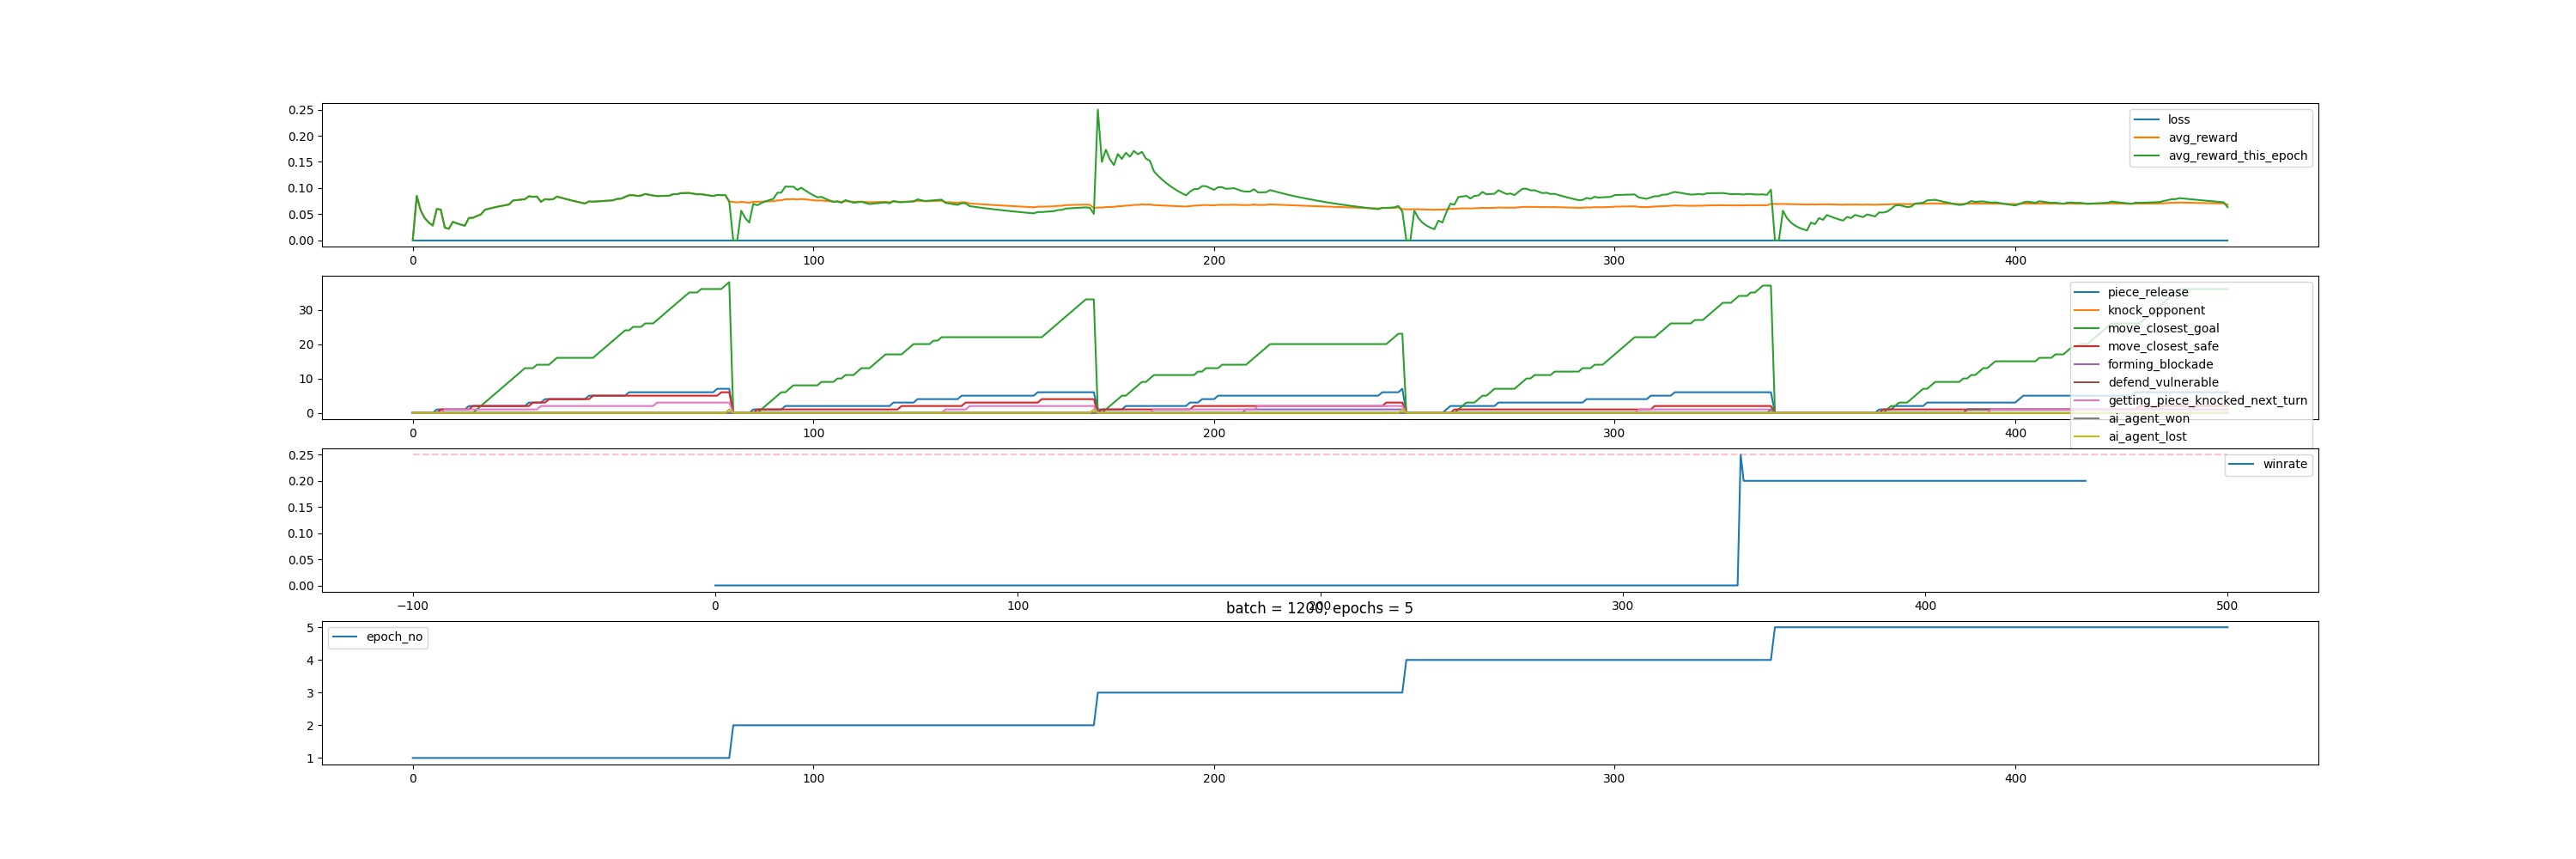 0.25
0.20
0.15
0.10
0.05
0.00
loss
avg_reward
avg_reward_this_epoch
0 100 200 300 400
30
20
10
0
piece_release
knock_opponent
move_closest_goal
move_closest_safe
forming_blockade
defend_vulnerable
getting_piece_knocked_next_turn
ai_agent_won
ai_agent_lost
0 100 200 300 400
0.25
0.20
0.15
0.10
0.05
0.00
winrate
−100 0 100 200 300 400 500
batch = 1200, epochs = 5
5
4
3
2
1
epoch_no
0 100 200 300 400